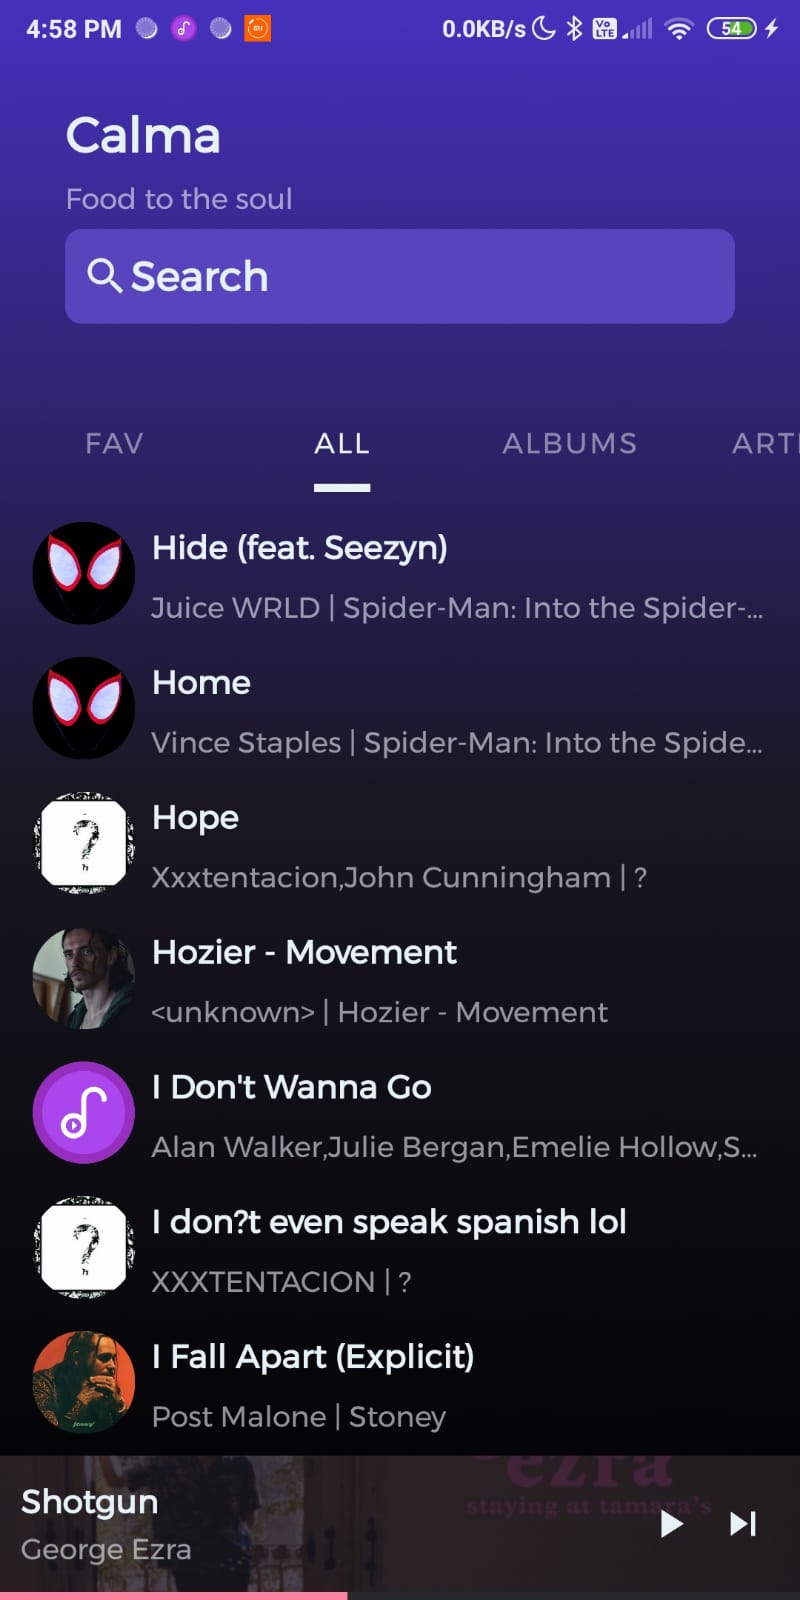 4:58 PM 0.0KB/s Vo LTE 54
Calma
Food to the soul
Search
FAV ALL ALBUMS ARTI
Hide (feat. Seezyn)
Juice WRLD | Spider-Man: Into the Spider-...
Home
Vince Staples | Spider-Man: Into the Spide...
Hope
Xxxtentacion,John Cunningham | ?
Hozier - Movement
<unknown> | Hozier - Movement
I Don't Wanna Go
Alan Walker,Julie Bergan,Emelie Hollow,S...
I don?t even speak spanish lol
XXXTENTACION | ?
I Fall Apart (Explicit)
Post Malone | Stoney
ezra
staying at tamara's
Shotgun
George Ezra